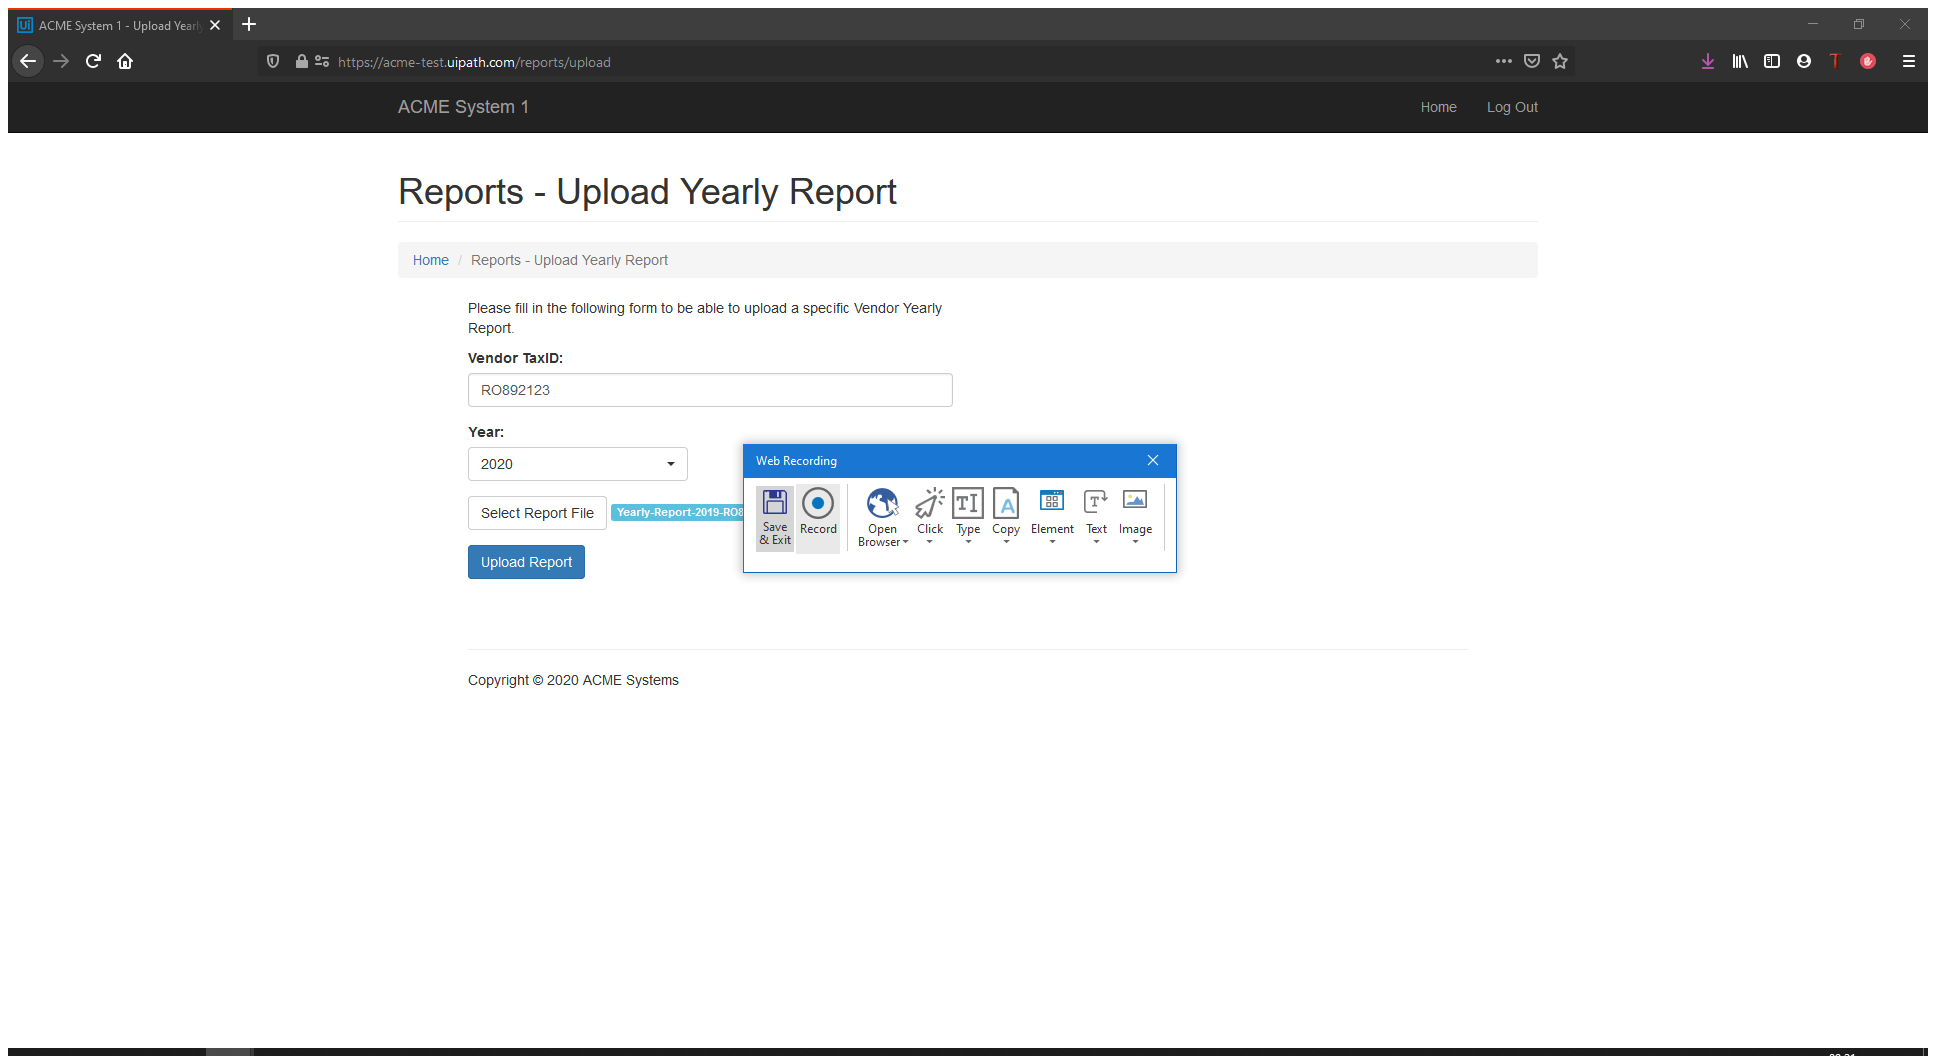 ACME System 1 - Upload Yearly
https://acme-test.uipath.com/reports/upload
ACME System 1
Home
Log Out
Reports - Upload Yearly Report
Home / Reports - Upload Yearly Report
Please fill in the following form to be able to upload a specific Vendor Yearly
Report.
Vendor TaxID:
RO892123
Year:
2020
Select Report File
Yearly-Report-2019-RO8
Upload Report
Web Recording
Save
& Exit
Record
Open
Browser
Click
Type
Copy
Element
Text
Image
Copyright © 2020 ACME Systems